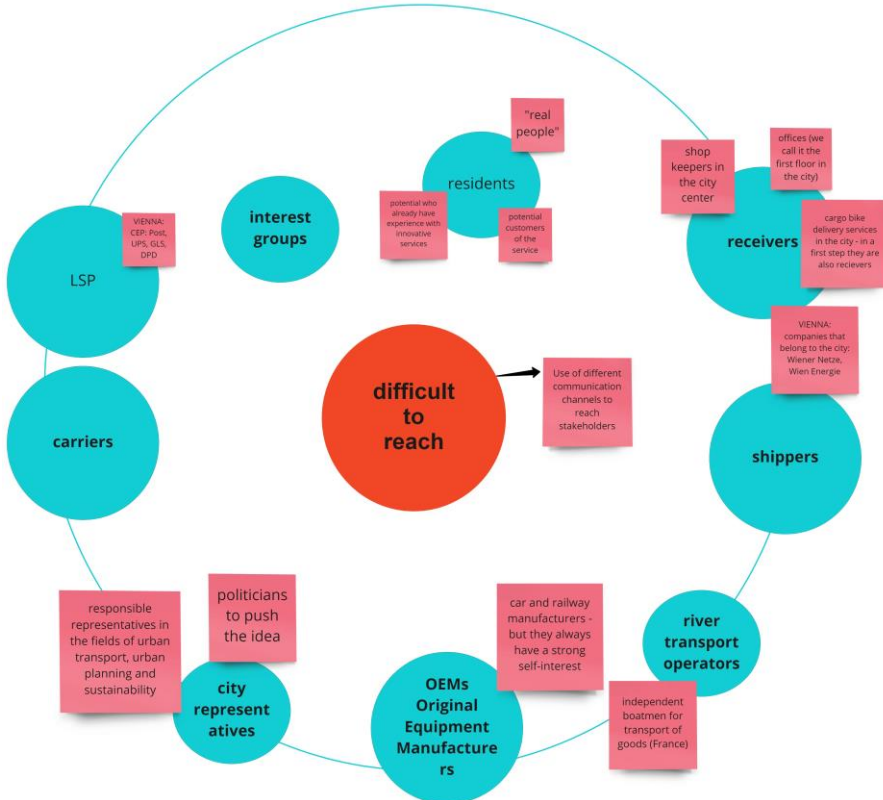 "real
people"
residents
potential who
already have
experience with
innovative
services
potential
customers
of the
service
interest
groups
VIENNA:
CEP: Post,
UPS, GLS,
DPD
LSP
carriers
shop
keepers in
the city
center
offices (we
call it the
first floor in
the city)
receivers
cargo bike
delivery services
in the city - in a
first step they are
also recievers
VIENNA:
companies that
belong to the city:
Wiener Netze,
Wien Energie
shippers
difficult
to
reach
Use of different
communication
channels to
reach
stakeholders
responsible
representatives in
the fields of urban
transport, urban
planning and
sustainability
politicians
to push
the idea
city
represent
atives
car and railway
manufacturers -
but they always
have a strong
self-interest
OEMs
Original
Equipment
Manufacture
rs
river
transport
operators
independent
boatmen for
transport of
goods (France)